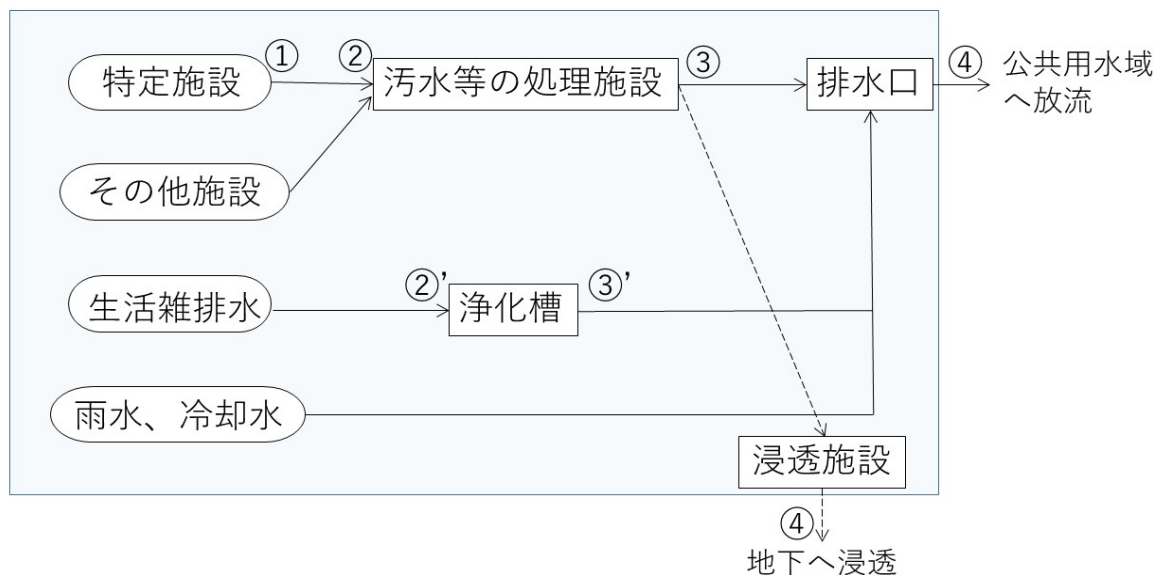 特定施設
①
②
汚水等の処理施設
③
排水口
④
公共用水域
へ放流
その他施設
生活雑排水
②’
浄化槽
③’
雨水、冷却水
浸透施設
④
地下へ浸透